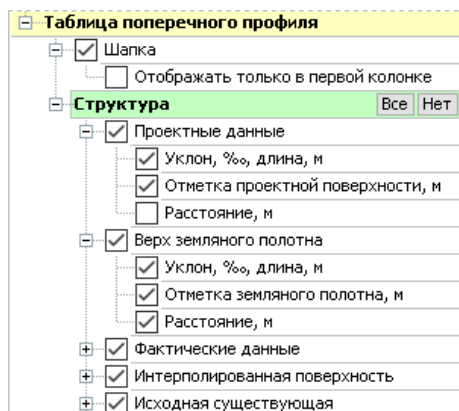 Таблица поперечного профиля
Шапка
Отображать только в первой колонке
Структура Все Нет
Проектные данные
Уклон, ‰, длина, м
Отметка проектной поверхности, м
Расстояние, м
Верх земляного полотна
Уклон, ‰, длина, м
Отметка земляного полотна, м
Расстояние, м
Фактические данные
Интерполированная поверхность
Исходная существующая